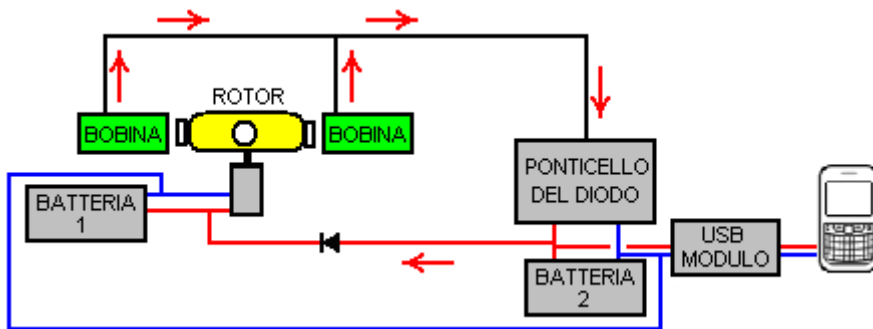 ROTOR
BOBINA
BOBINA
PONTICELLO
DEL DIODO
BATTERIA
1
USB
MODULO
BATTERIA
2